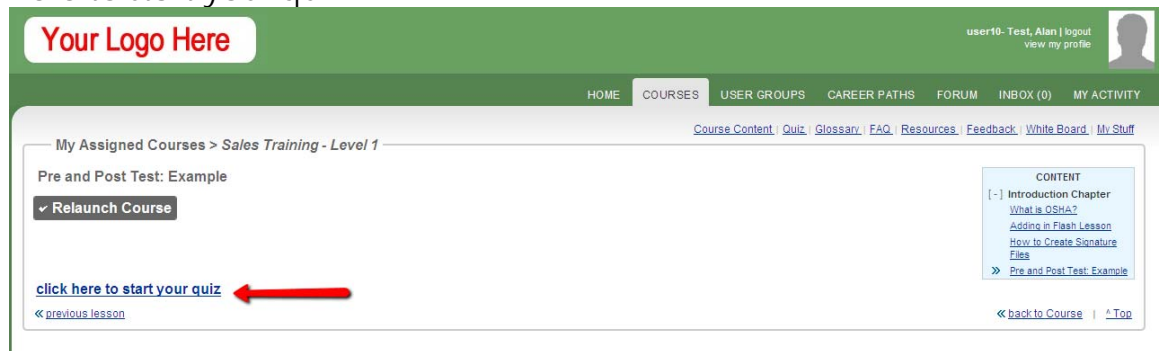 Your Logo Here
user10- Test, Alan | logout
view my profile
HOME COURSES USER GROUPS CAREER PATHS FORUM INBOX (0) MY ACTIVITY
Course Content | Quiz | Glossary | FAQ | Resources | Feedback | White Board | My Stuff
My Assigned Courses > Sales Training - Level 1
Pre and Post Test: Example
Relaunch Course
CONTENT
[-] Introduction Chapter
What is OSHA?
Adding in Flash Lesson
How to Create Signature
Files
» Pre and Post Test: Example
click here to start your quiz
« previous lesson
« back to Course | ^ Top